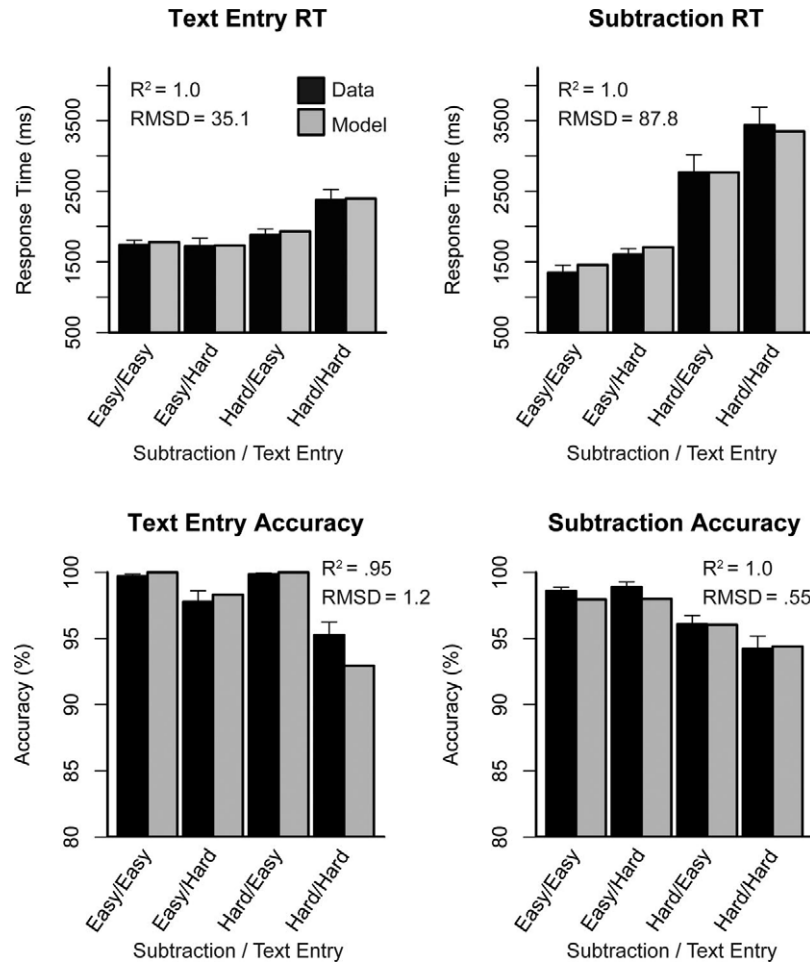 Text Entry RT
R² = 1.0
RMSD = 35.1
Data
Model
Response Time (ms)
500
1500
2500
3500
Easy/Easy
Easy/Hard
Hard/Easy
Hard/Hard
Subtraction / Text Entry
Subtraction RT
R² = 1.0
RMSD = 87.8
Response Time (ms)
500
1500
2500
3500
Easy/Easy
Easy/Hard
Hard/Easy
Hard/Hard
Subtraction / Text Entry
Text Entry Accuracy
R² = .95
RMSD = 1.2
Accuracy (%)
80
85
90
95
100
Easy/Easy
Easy/Hard
Hard/Easy
Hard/Hard
Subtraction / Text Entry
Subtraction Accuracy
R² = 1.0
RMSD = .55
Accuracy (%)
80
85
90
95
100
Easy/Easy
Easy/Hard
Hard/Easy
Hard/Hard
Subtraction / Text Entry